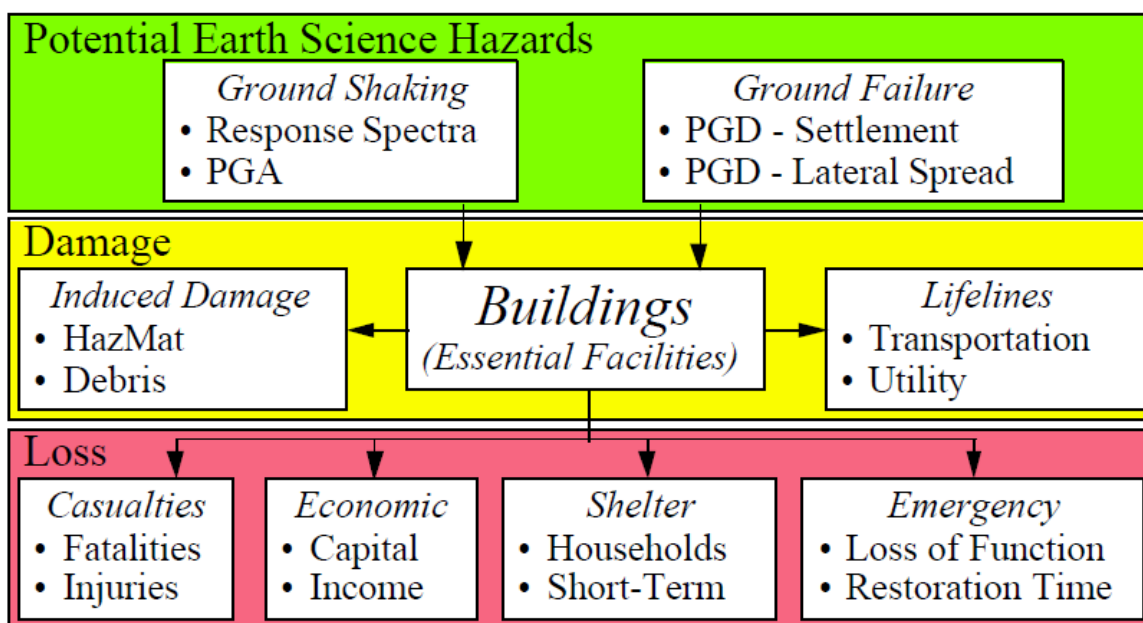 Potential Earth Science Hazards
Ground Shaking
• Response Spectra
• PGA
Ground Failure
• PGD - Settlement
• PGD - Lateral Spread
Damage
Induced Damage
• HazMat
• Debris
Buildings
(Essential Facilities)
Lifelines
• Transportation
• Utility
Loss
Casualties
• Fatalities
• Injuries
Economic
• Capital
• Income
Shelter
• Households
• Short-Term
Emergency
• Loss of Function
• Restoration Time